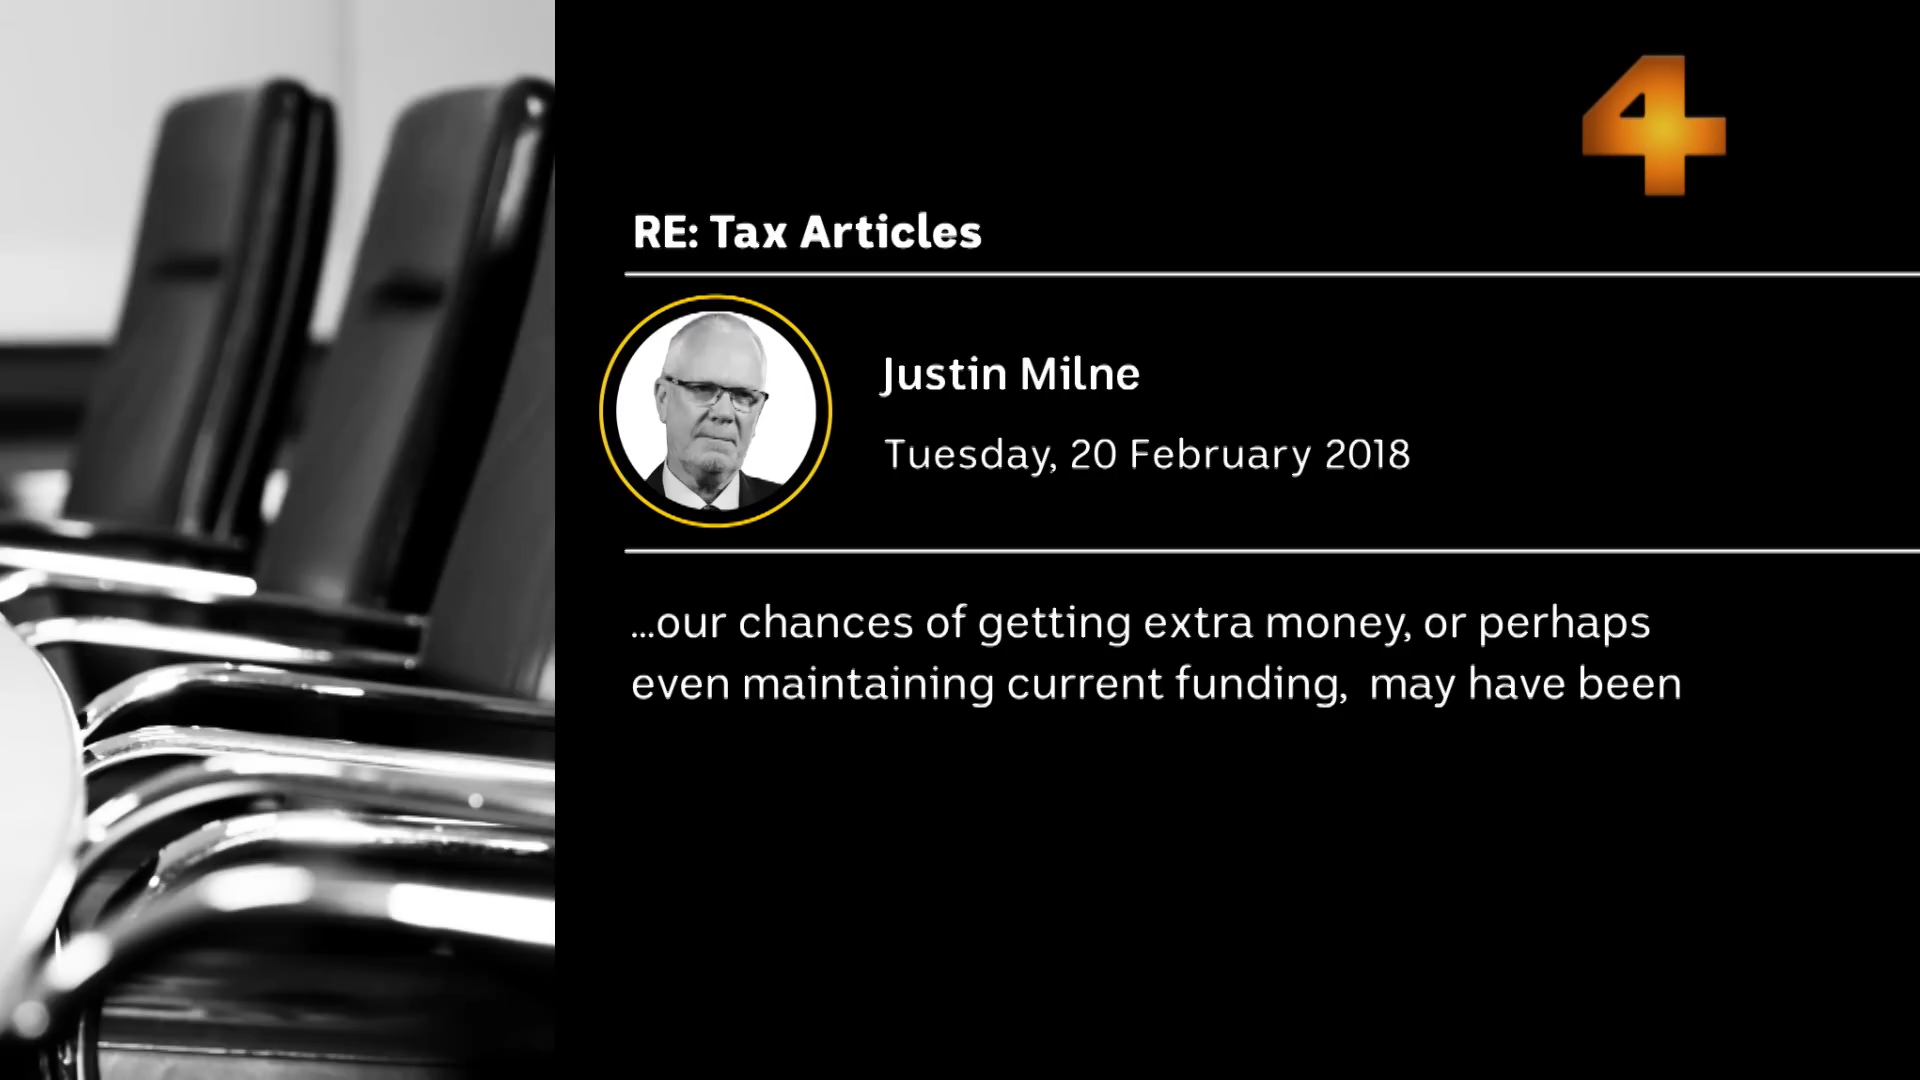 4
RE: Tax Articles
Justin Milne
Tuesday, 20 February 2018
...our chances of getting extra money, or perhaps
even maintaining current funding,  may have been